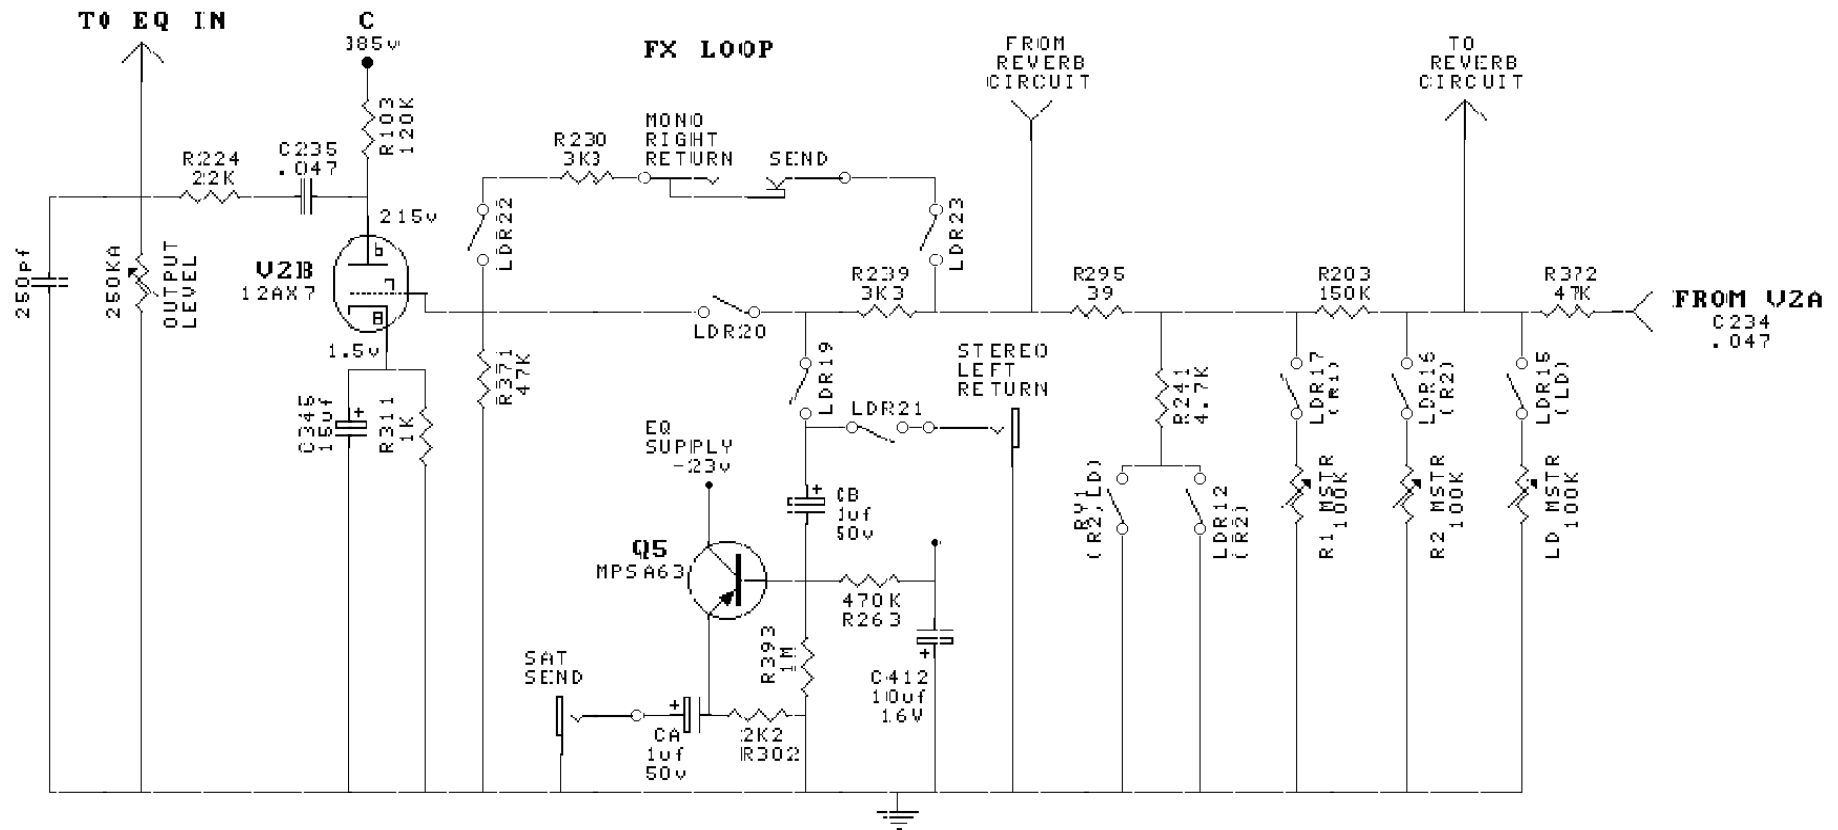 TO EQ IN
C
385v
FX LOOP
FROM
REVERB
CIRCUIT
TO
REVERB
CIRCUIT
R103
120K
MONO
RIGHT
RETURN
SEND
R230
3K3
C235
.047
R224
22K
LDR22
LDR23
215v
6
7
8
V2B
12AX7
1.5v
250pf
250KA
OUTPUT
LEVEL
R239
3K3
R295
39
R203
150K
R372
47K
FROM V2A
C234
.047
LDR20
R371
47K
LDR19
STEREO
LEFT
RETURN
LDR21
R241
4.7K
LDR17
(R1)
LDR16
(R2)
LDR15
(LD)
C345
15uf
R311
1K
EQ
SUPPLY
-23v
CB
1uf
50v
RY1
(R2,LD)
LDR12
(R2)
R1 MSTR
100K
R2 MSTR
100K
LD MSTR
100K
Q5
MPSA63
470K
R263
R393
1M
C412
10uf
16V
SAT
SEND
CA
1uf
50v
2K2
R302